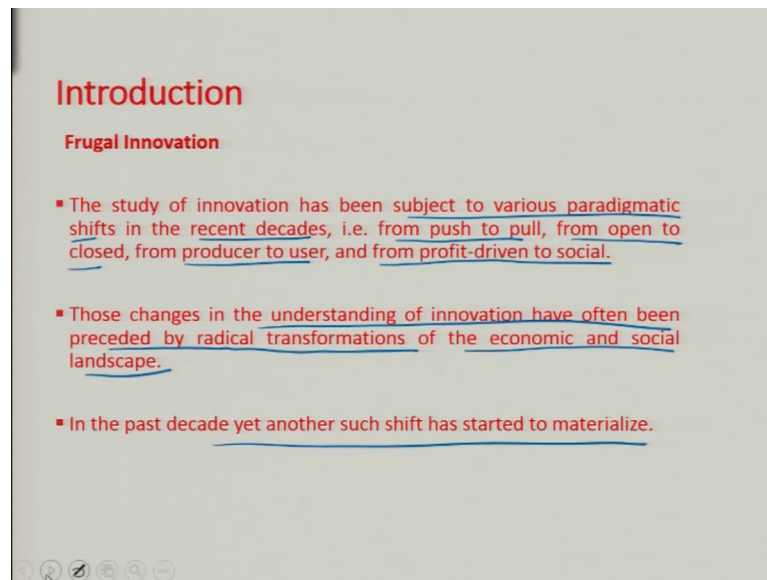 Introduction
Frugal Innovation
▪ The study of innovation has been subject to various paradigmatic
shifts in the recent decades, i.e. from push to pull, from open to
closed, from producer to user, and from profit-driven to social.
▪ Those changes in the understanding of innovation have often been
preceded by radical transformations of the economic and social
landscape.
▪ In the past decade yet another such shift has started to materialize.